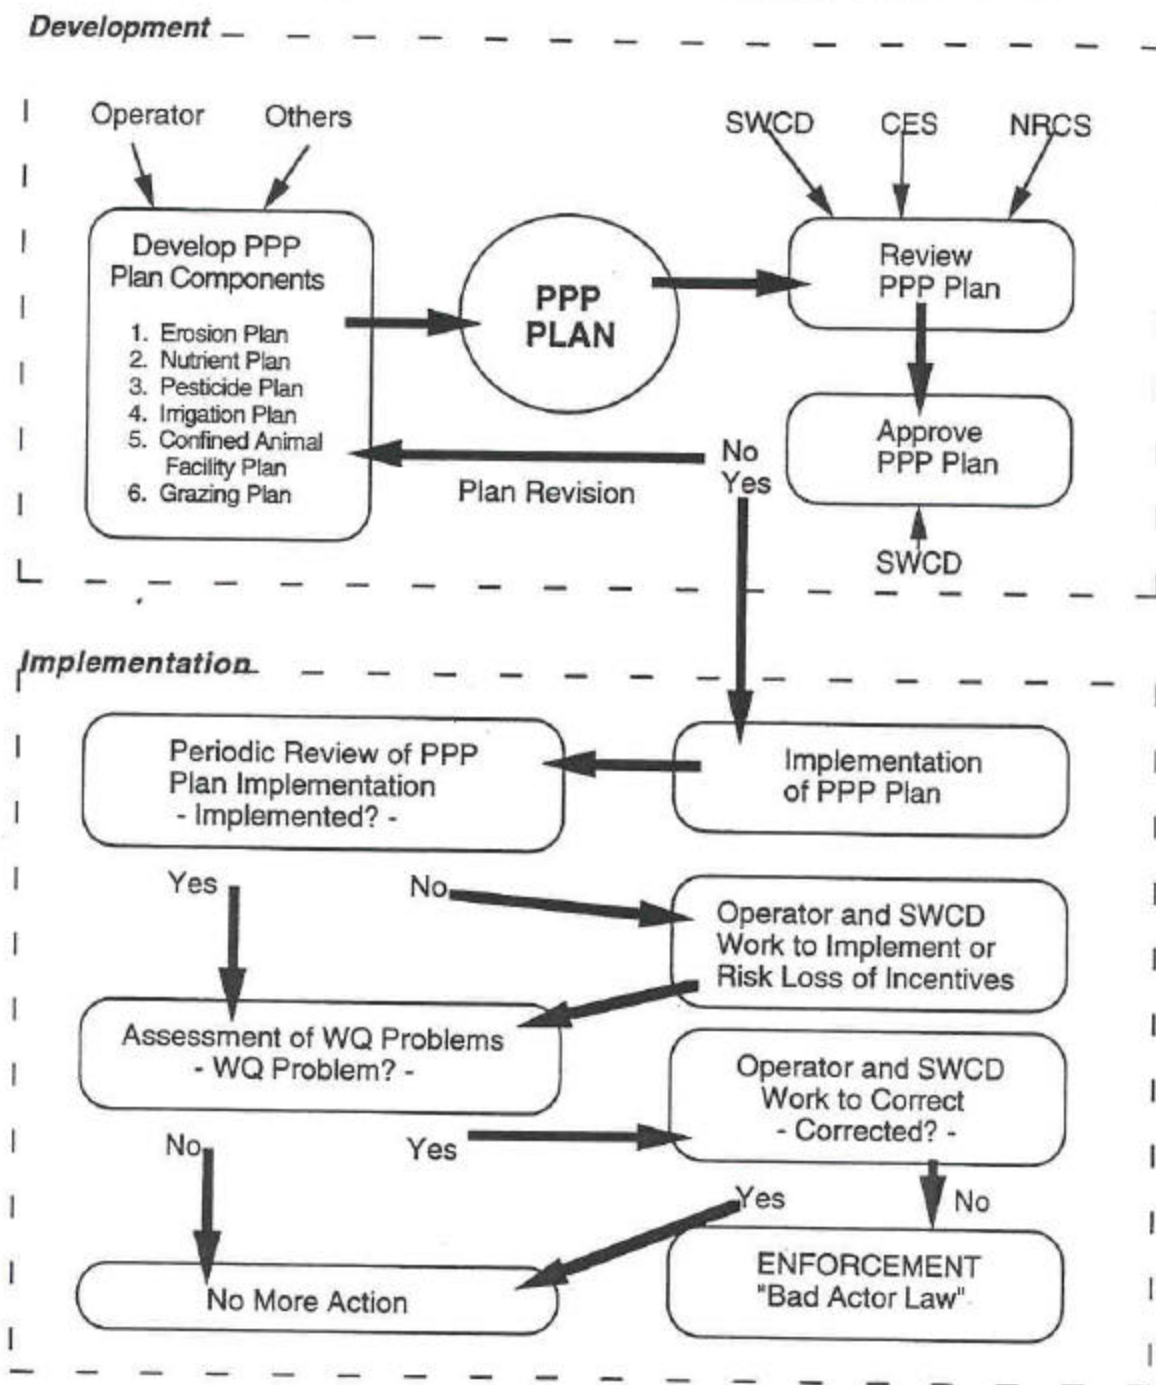 Development
Operator
Others
SWCD
CES
NRCS
Develop PPP
Plan Components
1. Erosion Plan
2. Nutrient Plan
3. Pesticide Plan
4. Irrigation Plan
5. Confined Animal
Facility Plan
6. Grazing Plan
PPP
PLAN
Review
PPP Plan
Approve
PPP Plan
No
Yes
Plan Revision
SWCD
Implementation
Periodic Review of PPP
Plan Implementation
- Implemented? -
Implementation
of PPP Plan
Yes
No
Operator and SWCD
Work to Implement or
Risk Loss of Incentives
Assessment of WQ Problems
- WQ Problem? -
Operator and SWCD
Work to Correct
- Corrected? -
No
Yes
Yes
No
No More Action
ENFORCEMENT
"Bad Actor Law"